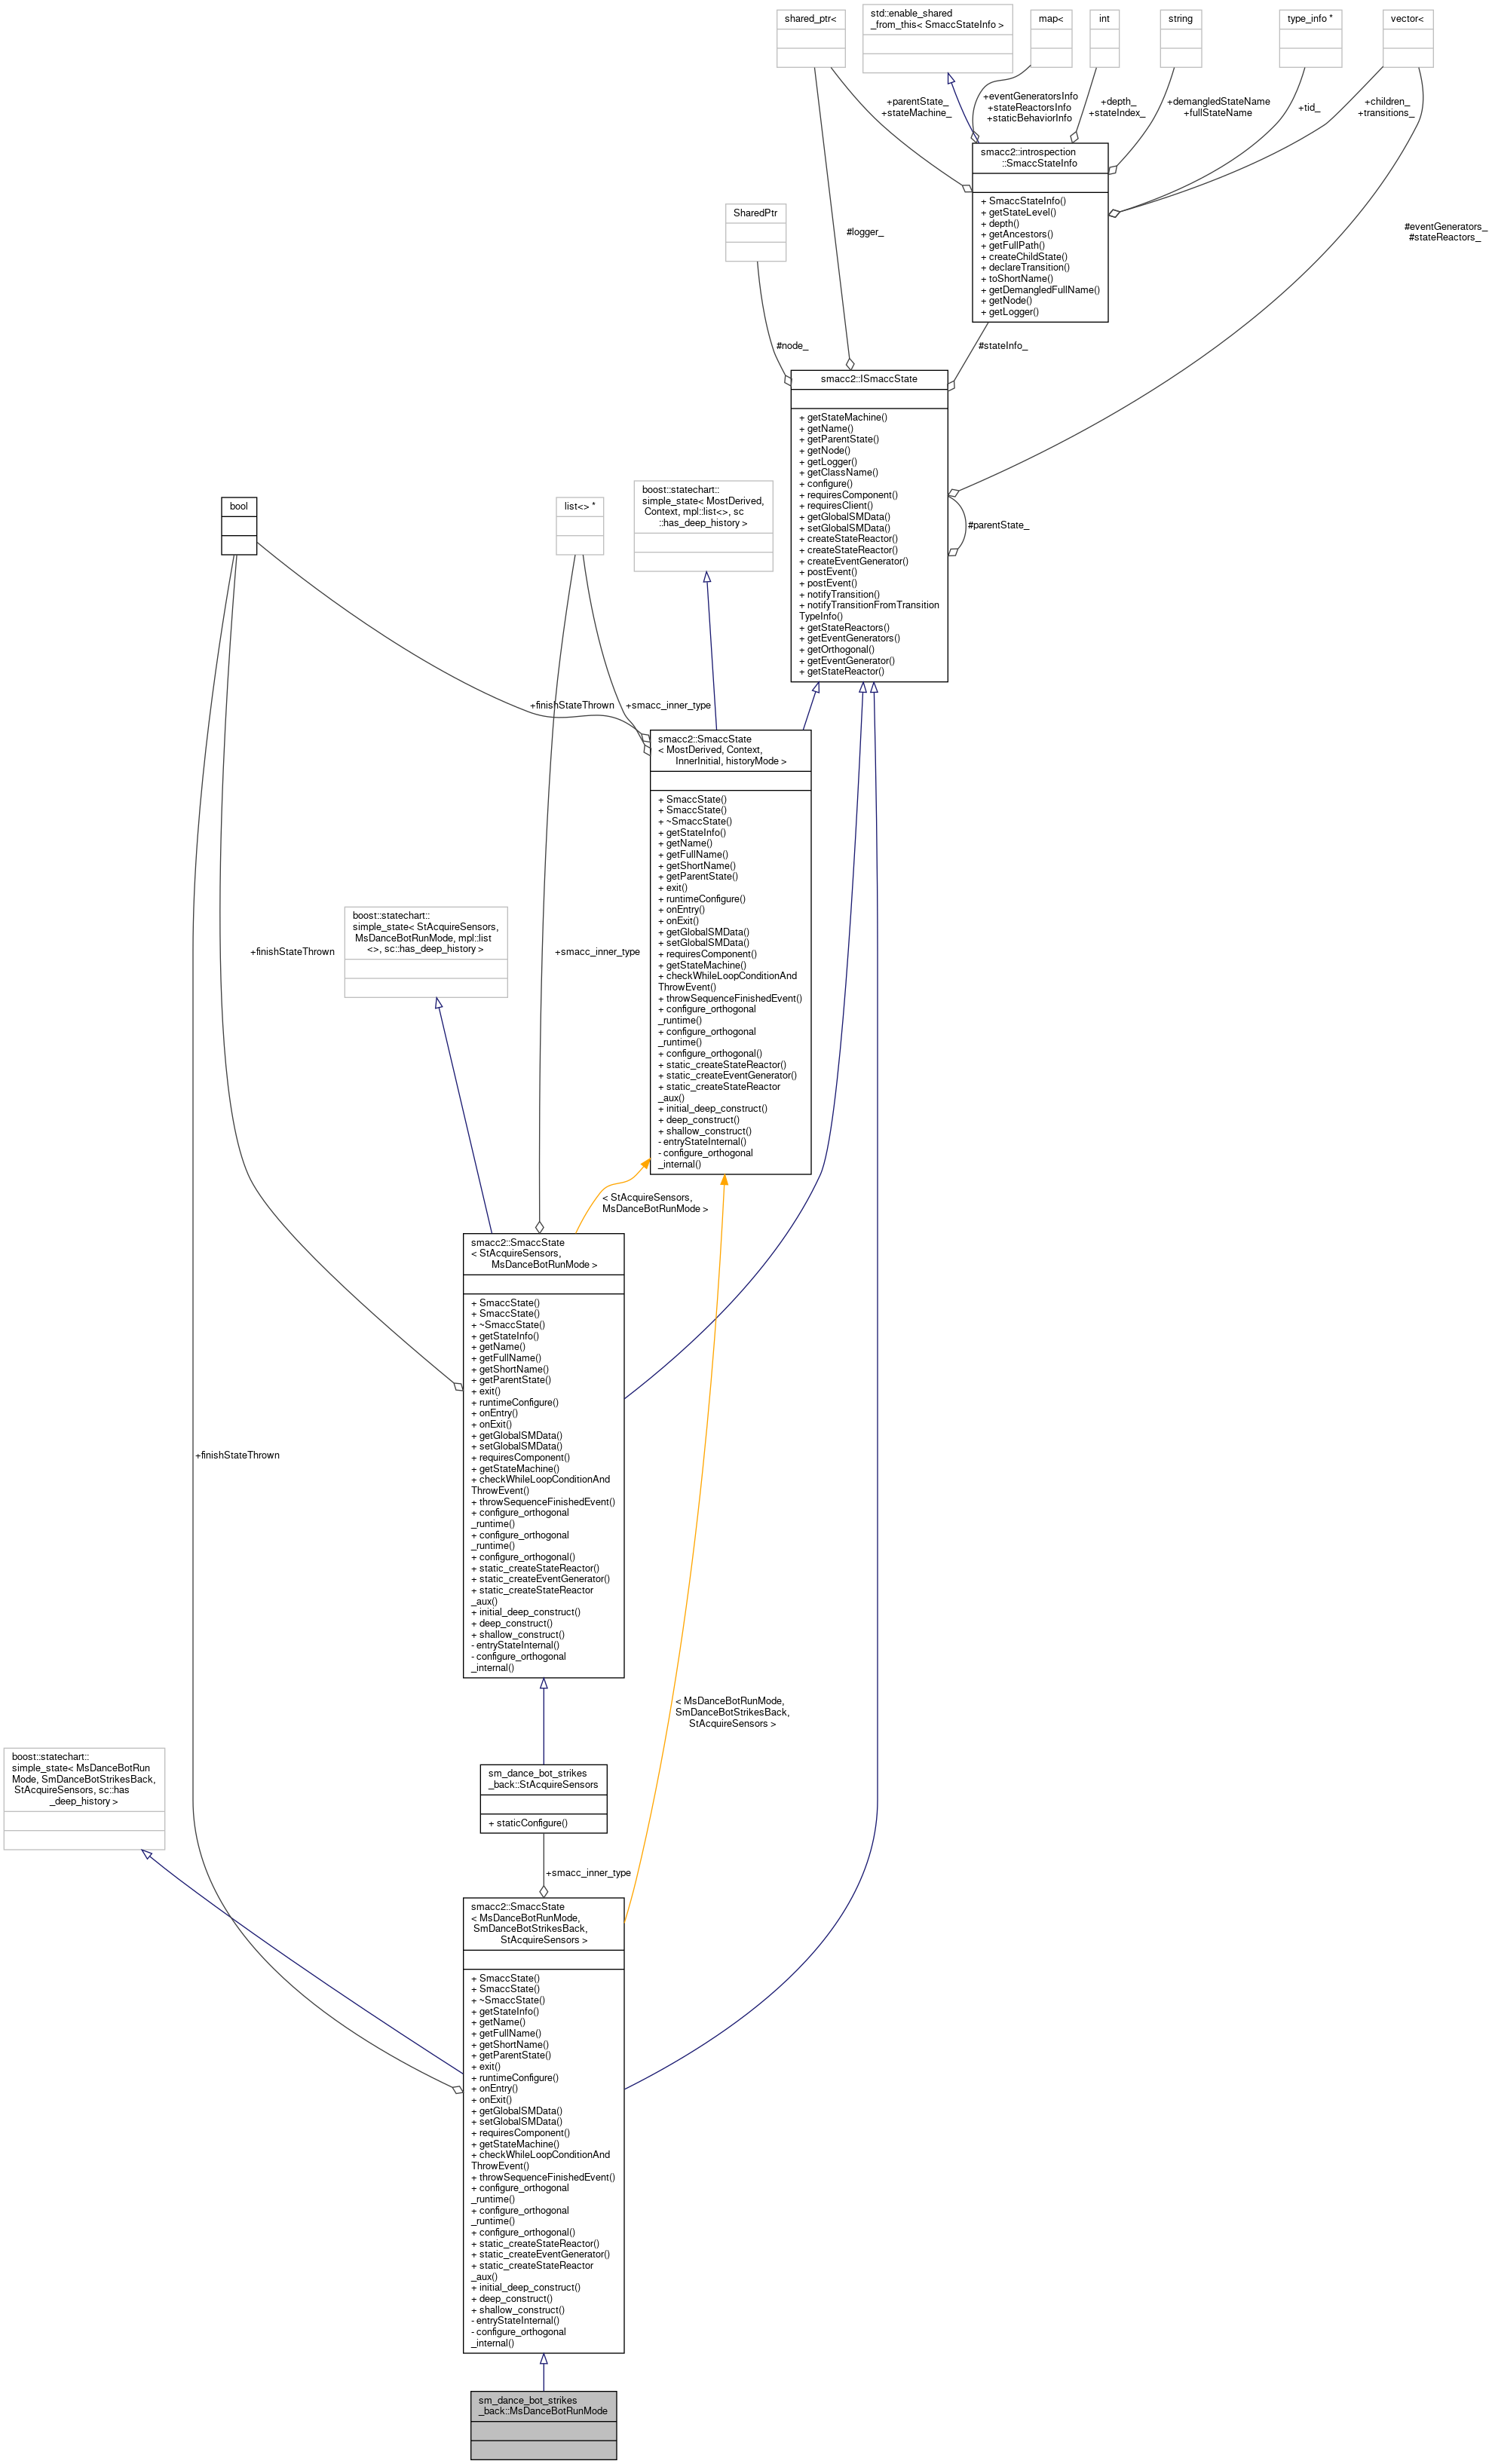 shared_ptr<
std::enable_shared
_from_this< SmaccStateInfo >
map<
int
string
type_info *
vector<
+parentState_
+stateMachine_
+eventGeneratorsInfo
+stateReactorsInfo
+staticBehaviorInfo
+depth_
+stateIndex_
+demangledStateName
+fullStateName
+tid_
+children_
+transitions_
smacc2::introspection
::SmaccStateInfo
+ SmaccStateInfo()
+ getStateLevel()
+ depth()
+ getAncestors()
+ getFullPath()
+ createChildState()
+ declareTransition()
+ toShortName()
+ getDemangledFullName()
+ getNode()
+ getLogger()
SharedPtr
#logger_
#eventGenerators_
#stateReactors_
#node_
#stateInfo_
smacc2::ISmaccState
+ getStateMachine()
+ getName()
+ getParentState()
+ getNode()
+ getLogger()
+ getClassName()
+ configure()
+ requiresComponent()
+ requiresClient()
+ getGlobalSMData()
+ setGlobalSMData()
+ createStateReactor()
+ createStateReactor()
+ createEventGenerator()
+ postEvent()
+ postEvent()
+ notifyTransition()
+ notifyTransitionFromTransition
TypeInfo()
+ getStateReactors()
+ getEventGenerators()
+ getOrthogonal()
+ getEventGenerator()
+ getStateReactor()
#parentState_
bool
list<> *
boost::statechart::
simple_state< MostDerived,
Context, mpl::list<>, sc
::has_deep_history >
+finishStateThrown
+smacc_inner_type
smacc2::SmaccState
< MostDerived, Context,
InnerInitial, historyMode >
+ SmaccState()
+ SmaccState()
+ ~SmaccState()
+ getStateInfo()
+ getName()
+ getFullName()
+ getShortName()
+ getParentState()
+ exit()
+ runtimeConfigure()
+ onEntry()
+ onExit()
+ getGlobalSMData()
+ setGlobalSMData()
+ requiresComponent()
+ getStateMachine()
+ checkWhileLoopConditionAnd
ThrowEvent()
+ throwSequenceFinishedEvent()
+ configure_orthogonal
_runtime()
+ configure_orthogonal
_runtime()
+ configure_orthogonal()
+ static_createStateReactor()
+ static_createEventGenerator()
+ static_createStateReactor
_aux()
+ initial_deep_construct()
+ deep_construct()
+ shallow_construct()
- entryStateInternal()
- configure_orthogonal
_internal()
boost::statechart::
simple_state< StAcquireSensors,
MsDanceBotRunMode, mpl::list
<>, sc::has_deep_history >
+finishStateThrown
+smacc_inner_type
< StAcquireSensors,
MsDanceBotRunMode >
smacc2::SmaccState
< StAcquireSensors,
MsDanceBotRunMode >
+ SmaccState()
+ SmaccState()
+ ~SmaccState()
+ getStateInfo()
+ getName()
+ getFullName()
+ getShortName()
+ getParentState()
+ exit()
+ runtimeConfigure()
+ onEntry()
+ onExit()
+ getGlobalSMData()
+ setGlobalSMData()
+ requiresComponent()
+ getStateMachine()
+ checkWhileLoopConditionAnd
ThrowEvent()
+ throwSequenceFinishedEvent()
+ configure_orthogonal
_runtime()
+ configure_orthogonal
_runtime()
+ configure_orthogonal()
+ static_createStateReactor()
+ static_createEventGenerator()
+ static_createStateReactor
_aux()
+ initial_deep_construct()
+ deep_construct()
+ shallow_construct()
- entryStateInternal()
- configure_orthogonal
_internal()
+finishStateThrown
< MsDanceBotRunMode,
SmDanceBotStrikesBack,
StAcquireSensors >
boost::statechart::
simple_state< MsDanceBotRun
Mode, SmDanceBotStrikesBack,
StAcquireSensors, sc::has
_deep_history >
sm_dance_bot_strikes
_back::StAcquireSensors
+ staticConfigure()
+smacc_inner_type
smacc2::SmaccState
< MsDanceBotRunMode,
SmDanceBotStrikesBack,
StAcquireSensors >
+ SmaccState()
+ SmaccState()
+ ~SmaccState()
+ getStateInfo()
+ getName()
+ getFullName()
+ getShortName()
+ getParentState()
+ exit()
+ runtimeConfigure()
+ onEntry()
+ onExit()
+ getGlobalSMData()
+ setGlobalSMData()
+ requiresComponent()
+ getStateMachine()
+ checkWhileLoopConditionAnd
ThrowEvent()
+ throwSequenceFinishedEvent()
+ configure_orthogonal
_runtime()
+ configure_orthogonal
_runtime()
+ configure_orthogonal()
+ static_createStateReactor()
+ static_createEventGenerator()
+ static_createStateReactor
_aux()
+ initial_deep_construct()
+ deep_construct()
+ shallow_construct()
- entryStateInternal()
- configure_orthogonal
_internal()
sm_dance_bot_strikes
_back::MsDanceBotRunMode